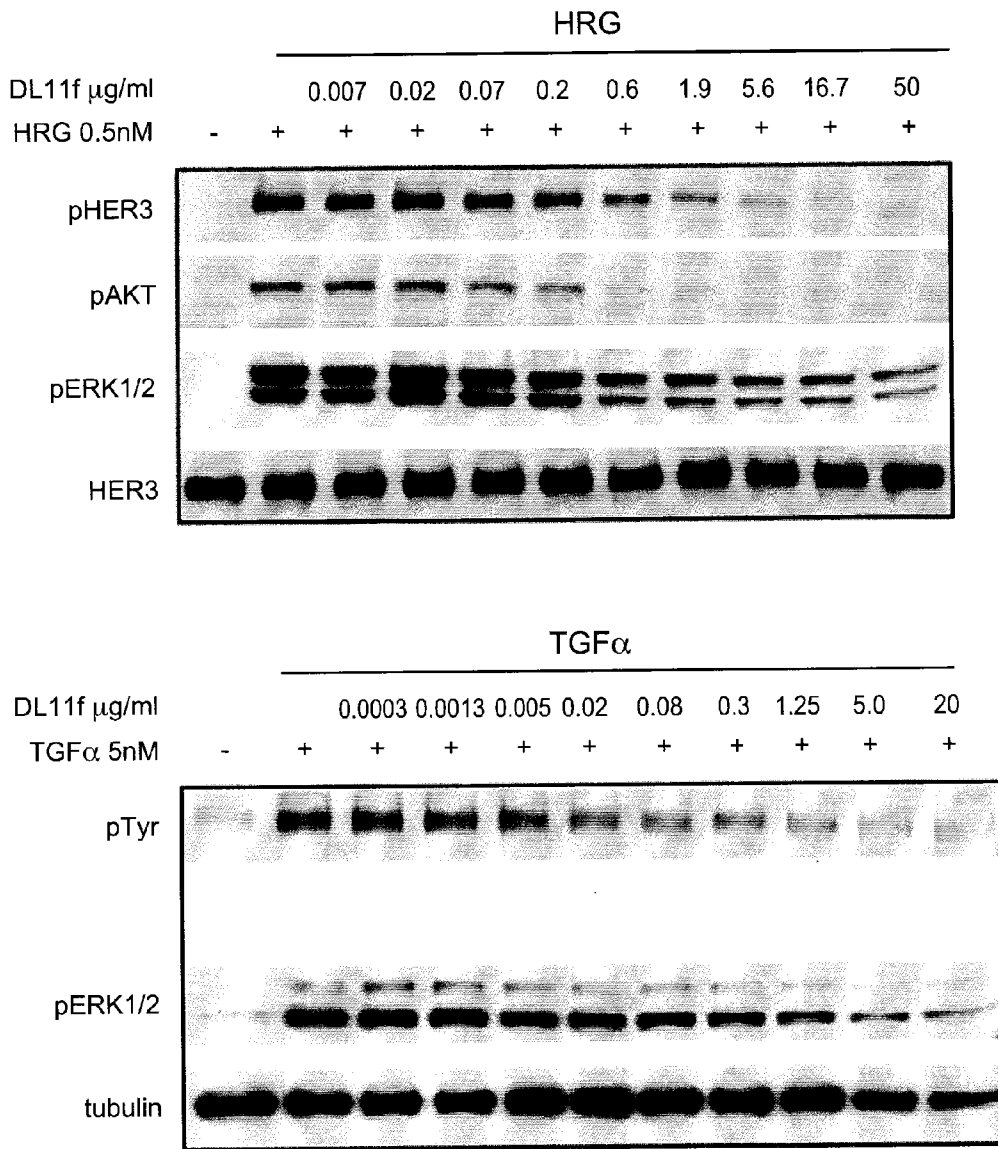 HRG
DL11f µg/ml 0.007 0.02 0.07 0.2 0.6 1.9 5.6 16.7 50
HRG 0.5nM - + + + + + + + + + +
pHER3
pAKT
pERK1/2
HER3
TGFα
DL11f µg/ml 0.0003 0.0013 0.005 0.02 0.08 0.3 1.25 5.0 20
TGFα 5nM - + + + + + + + + + +
pTyr
pERK1/2
tubulin